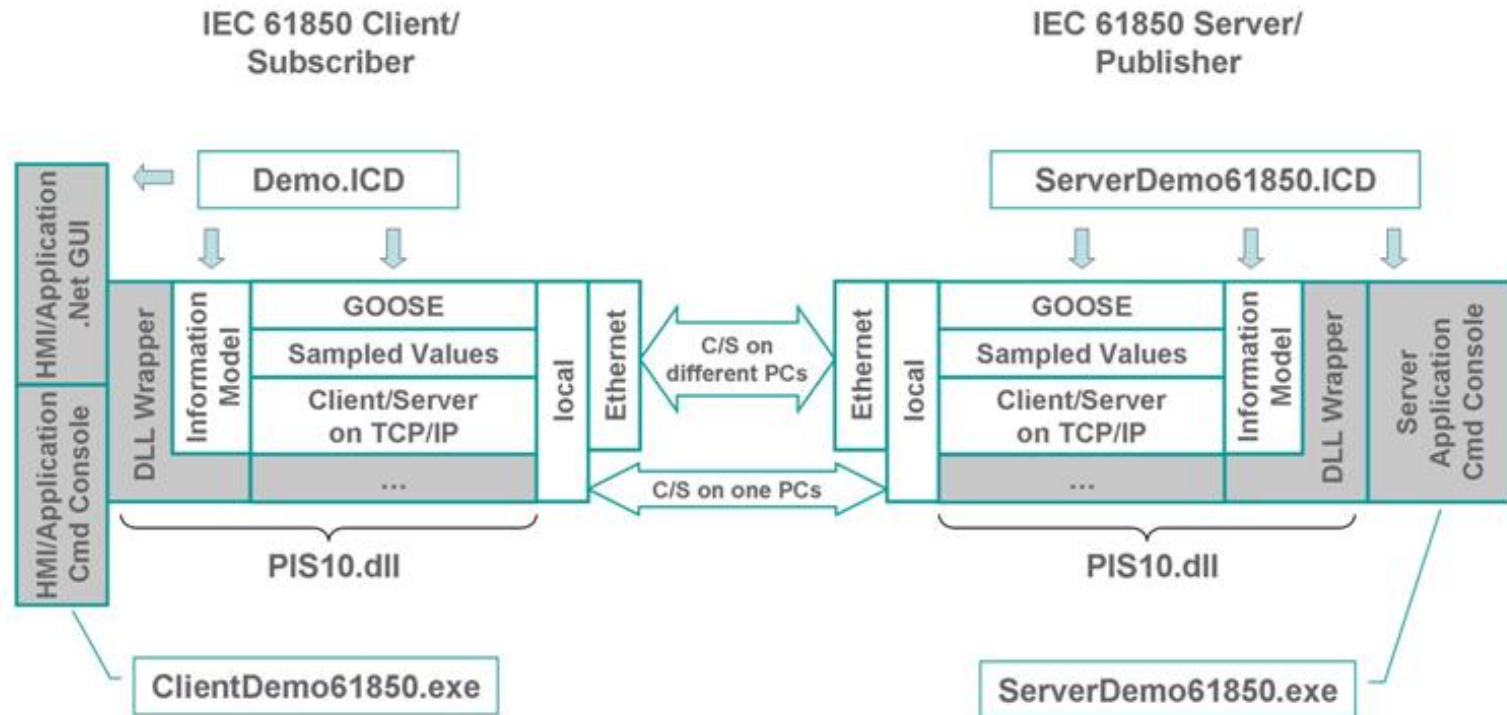 IEC 61850 Client/
Subscriber
IEC 61850 Server/
Publisher
Demo.ICD
ServerDemo61850.ICD
HMI/Application
.Net GUI
HMI/Application
Cmd Console
DLL Wrapper
Information
Model
GOOSE
Sampled Values
Client/Server
on TCP/IP
...
local
Ethernet
C/S on
different PCs
C/S on one PCs
Ethernet
local
GOOSE
Sampled Values
Client/Server
on TCP/IP
...
Information
Model
DLL Wrapper
Server
Application
Cmd Console
PIS10.dll
PIS10.dll
ClientDemo61850.exe
ServerDemo61850.exe